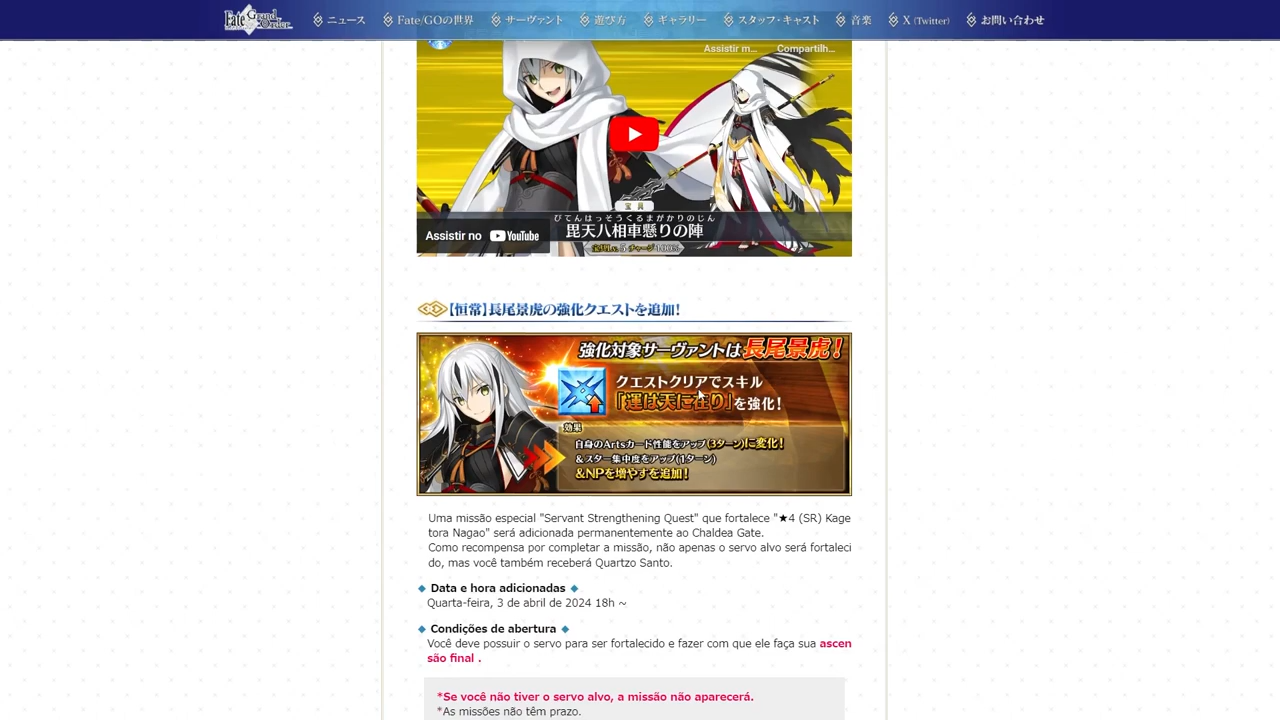 Fate Grand Order
ニュース
Fate/GOの世界
サーヴァント
遊び方
ギャラリー
スタッフ・キャスト
音楽
X (Twitter)
お問い合わせ
Assistir m...
Compartilh...
宝具
びてんはっそうくるまがかりのじん
毘天八相車懸りの陣
宝具Lv.5 チャージ100%
Assistir no YouTube
【恒常】長尾景虎の強化クエストを追加!
強化対象サーヴァントは長尾景虎!
クエストクリアでスキル
「運は天に在り」を強化!
効果
自身のArtsカード性能をアップ(3ターン)に変化!
&スター集中度をアップ(1ターン)
&NPを増やすを追加!
Uma missão especial "Servant Strengthening Quest" que fortalece "★4 (SR) Kage
tora Nagao" será adicionada permanentemente ao Chaldea Gate.
Como recompensa por completar a missão, não apenas o servo alvo será fortaleci
do, mas você também receberá Quartzo Santo.
◆ Data e hora adicionadas ◆
Quarta-feira, 3 de abril de 2024 18h ~
◆ Condições de abertura ◆
Você deve possuir o servo para ser fortalecido e fazer com que ele faça sua ascen
são final .
*Se você não tiver o servo alvo, a missão não aparecerá.
*As missões não têm prazo.